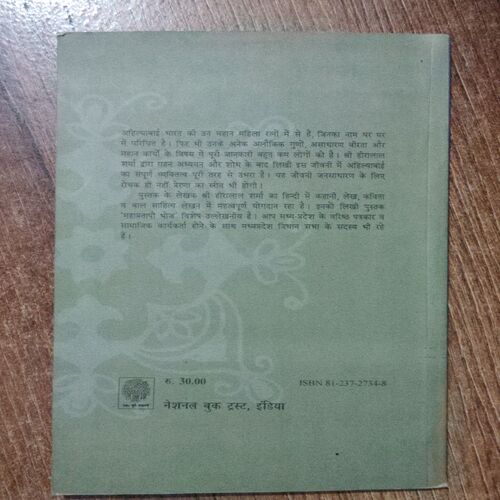 अहिल्याबाई भारत की उन महान महिला रत्नों में से हैं, जिनका नाम घर घर
में परिचित है। फिर भी उनके अनेक अलौकिक गुणों, असाधारण वीरता और
महान कार्यों के विषय में पूरी जानकारी बहुत कम लोगों को है। श्री हीरालाल
शर्मा द्वारा गहन अध्ययन और शोध के बाद लिखी इस जीवनी में अहिल्याबाई
का संपूर्ण व्यक्तित्व पूरी तरह से उभरा है। यह जीवनी जनसाधारण के लिए
रोचक ही नहीं प्रेरणा का स्रोत भी होगी।
पुस्तक के लेखक श्री हीरालाल शर्मा का हिन्दी में कहानी, लेख, कविता
व बाल साहित्य लेखन में महत्वपूर्ण योगदान रहा है। इनकी लिखी पुस्तक
'महाप्रतापी भोज' विशेष उल्लेखनीय है। आप मध्य-प्रदेश के वरिष्ठ पत्रकार व
सामाजिक कार्यकर्ता होने के साथ मध्यप्रदेश विधान सभा के सदस्य भी रहे
हैं।
रु. 30.00
ISBN 81-237-2734-8
नेशनल बुक ट्रस्ट, इंडिया